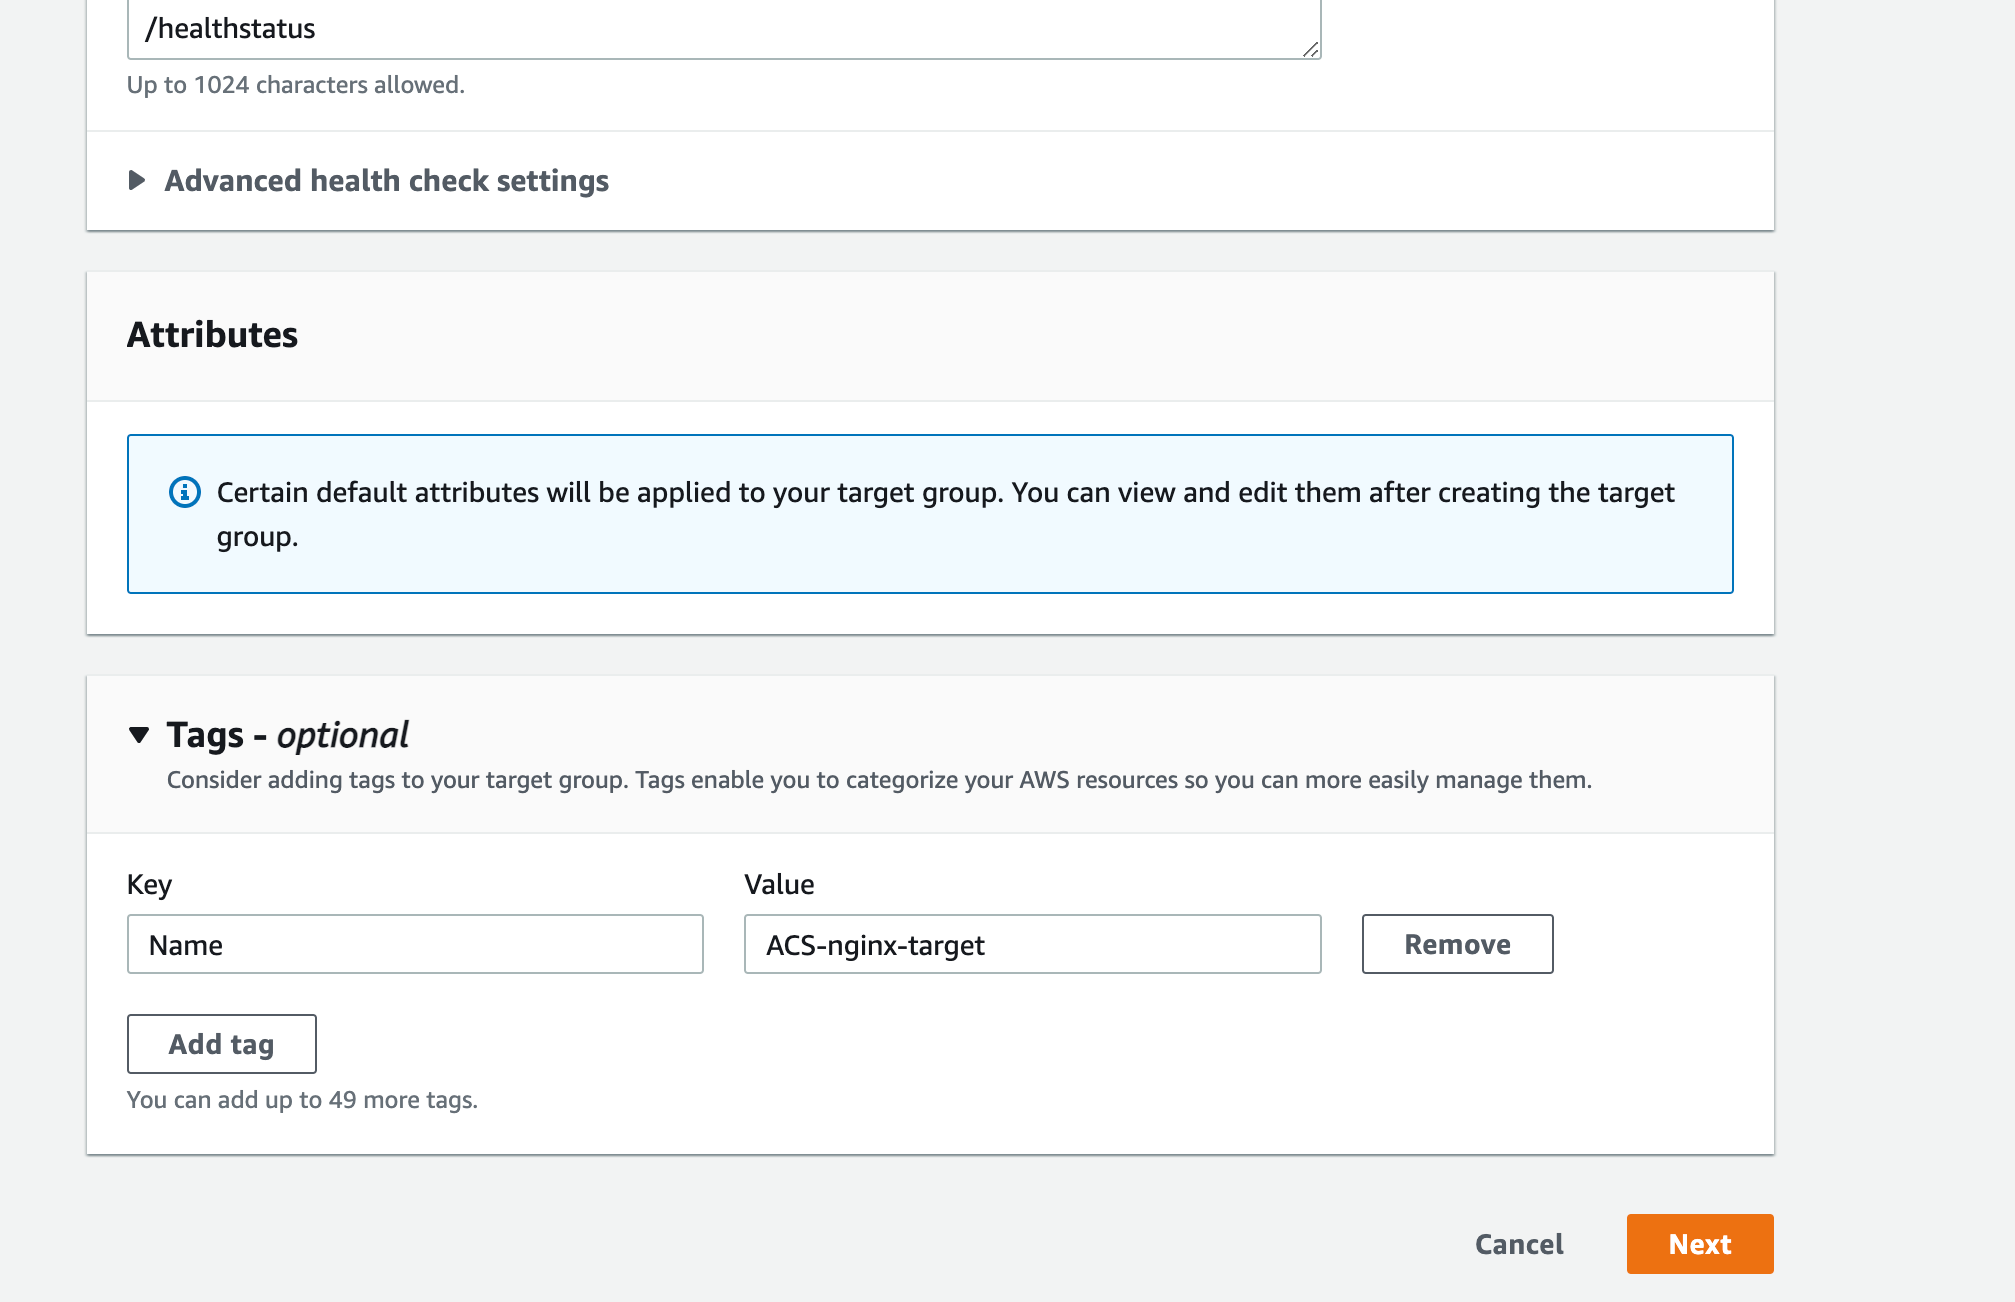 /healthstatus
Up to 1024 characters allowed.
Advanced health check settings
Attributes
Certain default attributes will be applied to your target group. You can view and edit them after creating the target
group.
Tags - optional
Consider adding tags to your target group. Tags enable you to categorize your AWS resources so you can more easily manage them.
Key Value
Name ACS-nginx-target Remove
Add tag
You can add up to 49 more tags.
Cancel Next